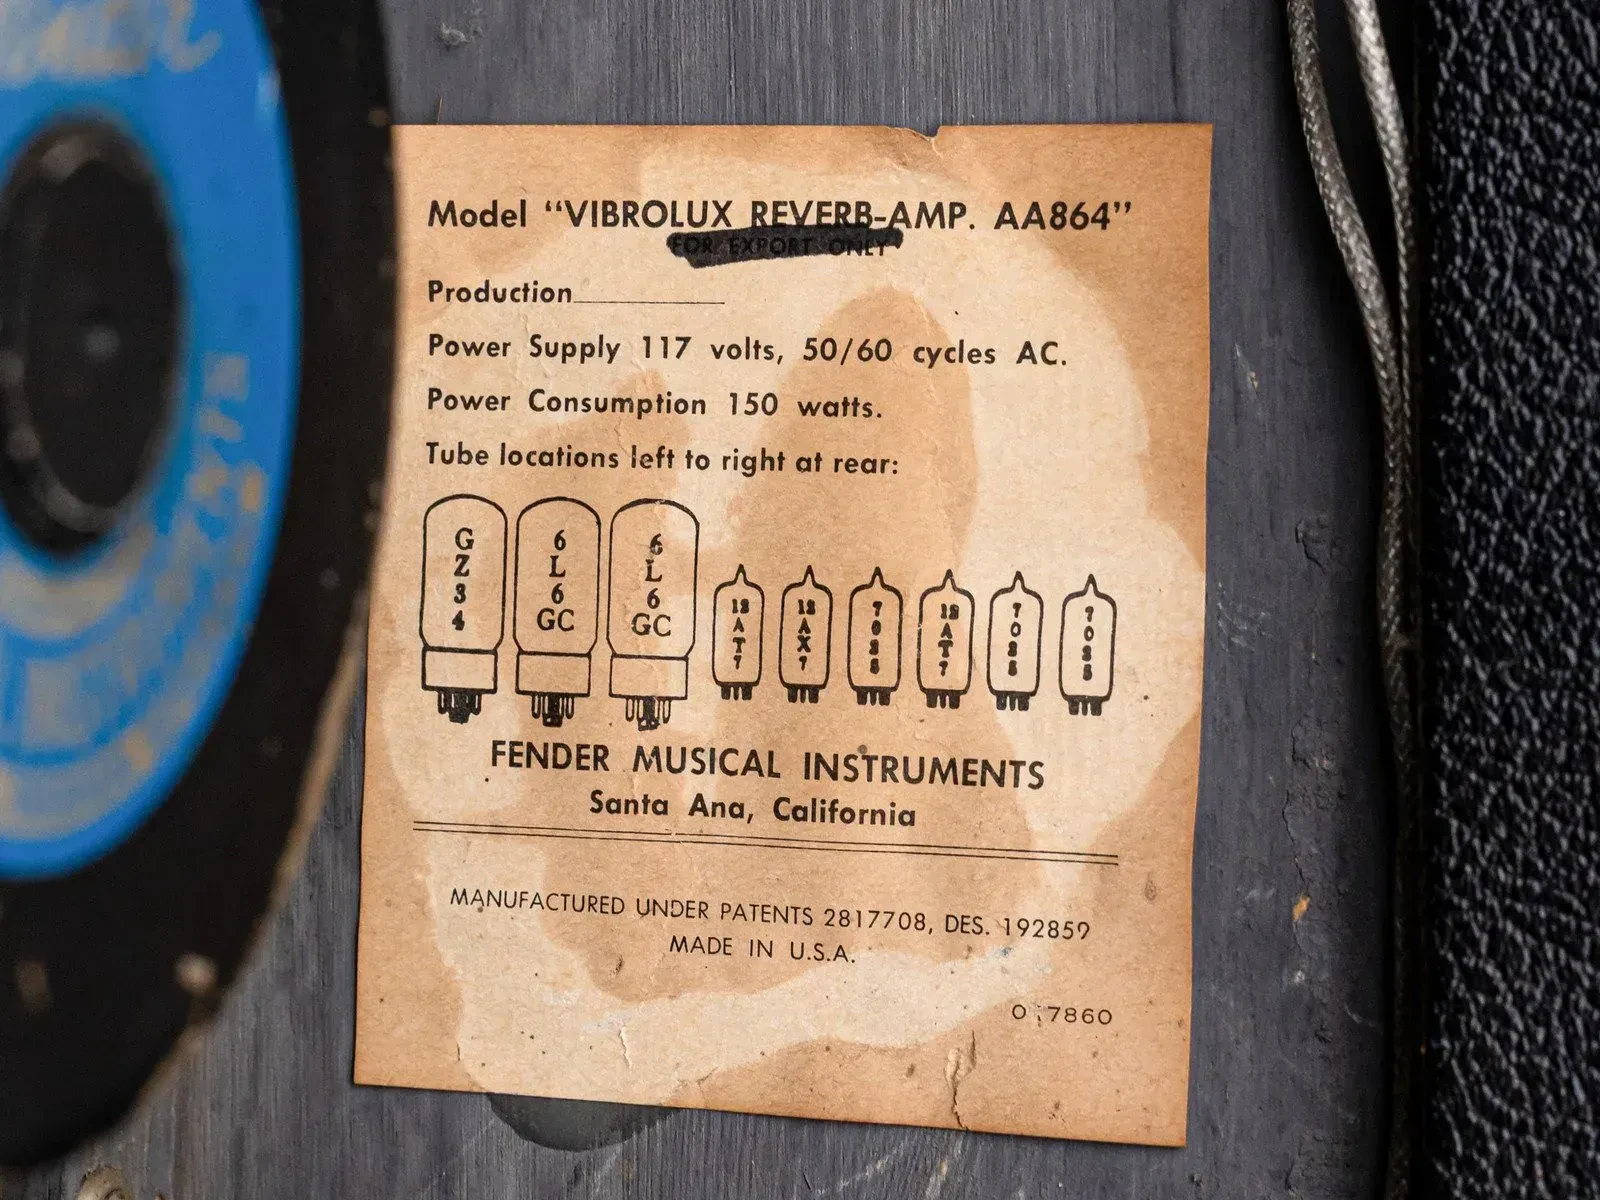 Model “VIBROLUX REVERB-AMP. AA864”
FOR EXPORT ONLY
Production
Power Supply 117 volts, 50/60 cycles AC.
Power Consumption 150 watts.
Tube locations left to right at rear:
GZ34 6L6GC 6L6GC 12AT7 12AX7 7025 12AT7 7025 7025
FENDER MUSICAL INSTRUMENTS
Santa Ana, California
MANUFACTURED UNDER PATENTS 2817708, DES. 192859
MADE IN U.S.A.